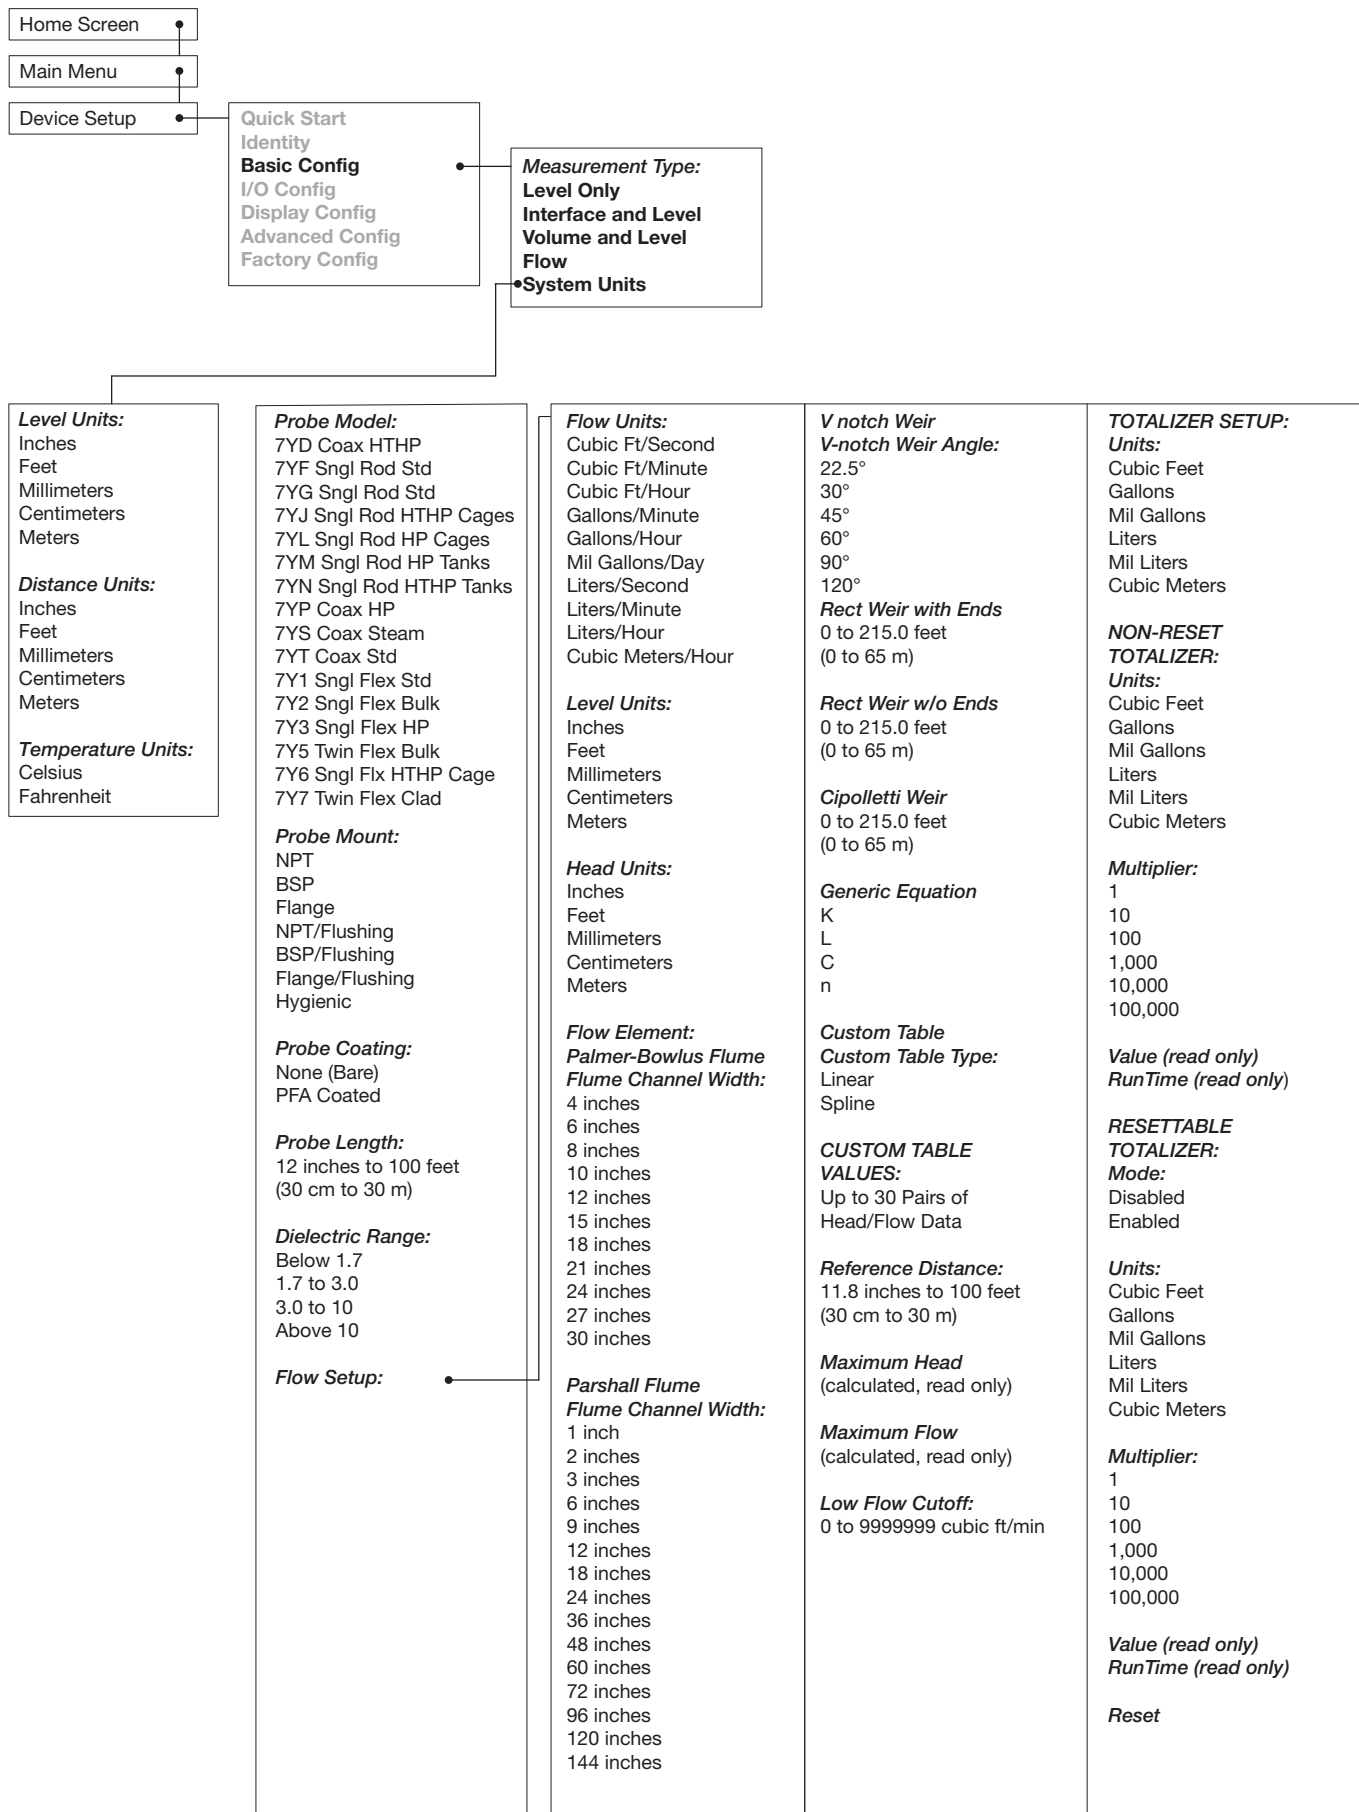 Home Screen
Main Menu
Device Setup
Quick Start
Identity
Basic Config
I/O Config
Display Config
Advanced Config
Factory Config
Measurement Type:
Level Only
Interface and Level
Volume and Level
Flow
System Units
Level Units:
Inches
Feet
Millimeters
Centimeters
Meters
Distance Units:
Inches
Feet
Millimeters
Centimeters
Meters
Temperature Units:
Celsius
Fahrenheit
Probe Model:
7YD Coax HTHP
7YF Sngl Rod Std
7YG Sngl Rod Std
7YJ Sngl Rod HTHP Cages
7YL Sngl Rod HP Cages
7YM Sngl Rod HP Tanks
7YN Sngl Rod HTHP Tanks
7YP Coax HP
7YS Coax Steam
7YT Coax Std
7Y1 Sngl Flex Std
7Y2 Sngl Flex Bulk
7Y3 Sngl Flex HP
7Y5 Twin Flex Bulk
7Y6 Sngl Flx HTHP Cage
7Y7 Twin Flex Clad
Probe Mount:
NPT
BSP
Flange
NPT/Flushing
BSP/Flushing
Flange/Flushing
Hygienic
Probe Coating:
None (Bare)
PFA Coated
Probe Length:
12 inches to 100 feet
(30 cm to 30 m)
Dielectric Range:
Below 1.7
1.7 to 3.0
3.0 to 10
Above 10
Flow Setup:
Flow Units:
Cubic Ft/Second
Cubic Ft/Minute
Cubic Ft/Hour
Gallons/Minute
Gallons/Hour
Mil Gallons/Day
Liters/Second
Liters/Minute
Liters/Hour
Cubic Meters/Hour
Level Units:
Inches
Feet
Millimeters
Centimeters
Meters
Head Units:
Inches
Feet
Millimeters
Centimeters
Meters
Flow Element:
Palmer-Bowlus Flume
Flume Channel Width:
4 inches
6 inches
8 inches
10 inches
12 inches
15 inches
18 inches
21 inches
24 inches
27 inches
30 inches
Parshall Flume
Flume Channel Width:
1 inch
2 inches
3 inches
6 inches
9 inches
12 inches
18 inches
24 inches
36 inches
48 inches
60 inches
72 inches
96 inches
120 inches
144 inches
V notch Weir
V-notch Weir Angle:
22.5°
30°
45°
60°
90°
120°
Rect Weir with Ends
0 to 215.0 feet
(0 to 65 m)
Rect Weir w/o Ends
0 to 215.0 feet
(0 to 65 m)
Cipolletti Weir
0 to 215.0 feet
(0 to 65 m)
Generic Equation
K
L
C
n
Custom Table
Custom Table Type:
Linear
Spline
CUSTOM TABLE
VALUES:
Up to 30 Pairs of
Head/Flow Data
Reference Distance:
11.8 inches to 100 feet
(30 cm to 30 m)
Maximum Head
(calculated, read only)
Maximum Flow
(calculated, read only)
Low Flow Cutoff:
0 to 9999999 cubic ft/min
TOTALIZER SETUP:
Units:
Cubic Feet
Gallons
Mil Gallons
Liters
Mil Liters
Cubic Meters
NON-RESET
TOTALIZER:
Units:
Cubic Feet
Gallons
Mil Gallons
Liters
Mil Liters
Cubic Meters
Multiplier:
1
10
100
1,000
10,000
100,000
Value (read only)
RunTime (read only)
RESETTABLE
TOTALIZER:
Mode:
Disabled
Enabled
Units:
Cubic Feet
Gallons
Mil Gallons
Liters
Mil Liters
Cubic Meters
Multiplier:
1
10
100
1,000
10,000
100,000
Value (read only)
RunTime (read only)
Reset